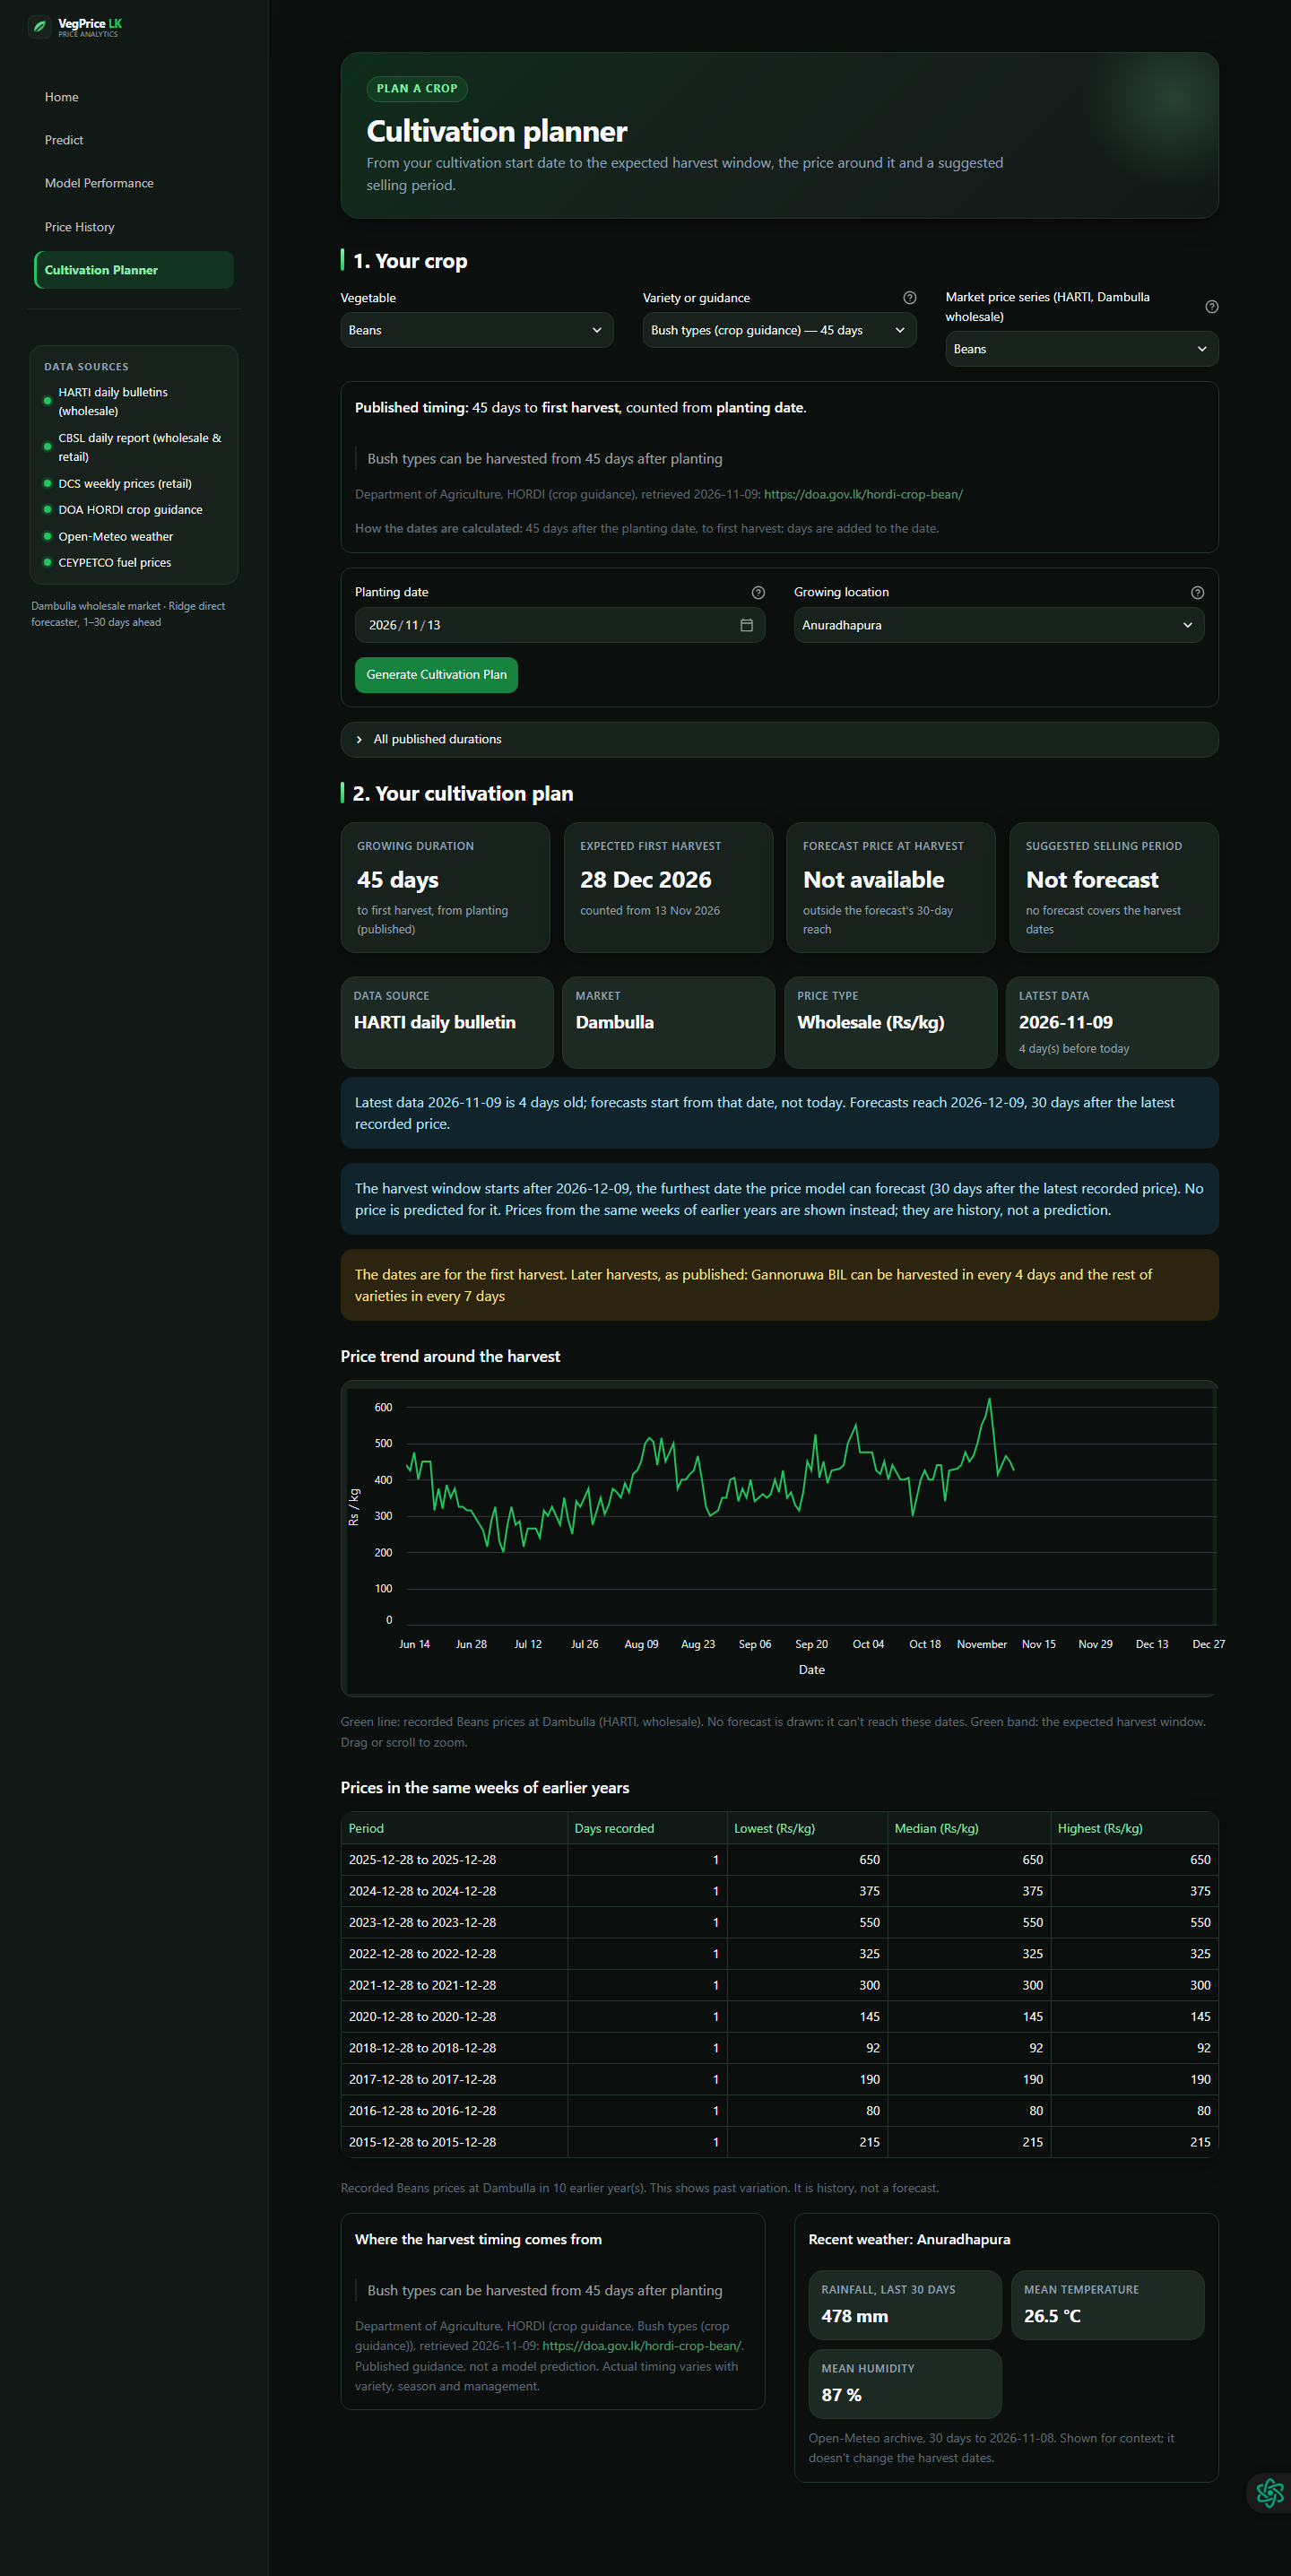 VegPrice LK
PRICE ANALYTICS
Home
Predict
Model Performance
Price History
Cultivation Planner
DATA SOURCES
HARTI daily bulletins
(wholesale)
CBSL daily report (wholesale &
retail)
DCS weekly prices (retail)
DOA HORDI crop guidance
Open-Meteo weather
CEYPETCO fuel prices
Dambulla wholesale market · Ridge direct
forecaster, 1–30 days ahead
PLAN A CROP
Cultivation planner
From your cultivation start date to the expected harvest window, the price around it and a suggested
selling period.
1. Your crop
Vegetable
Beans
Variety or guidance
Bush types (crop guidance) — 45 days
Market price series (HARTI, Dambulla
wholesale)
Beans
Published timing: 45 days to first harvest, counted from planting date.
Bush types can be harvested from 45 days after planting
Department of Agriculture, HORDI (crop guidance), retrieved 2026-11-09: https://doa.gov.lk/hordi-crop-bean/
How the dates are calculated: 45 days after the planting date, to first harvest; days are added to the date.
Planting date
2026/11/13
Growing location
Anuradhapura
Generate Cultivation Plan
All published durations
2. Your cultivation plan
GROWING DURATION
45 days
to first harvest, from planting
(published)
EXPECTED FIRST HARVEST
28 Dec 2026
counted from 13 Nov 2026
FORECAST PRICE AT HARVEST
Not available
outside the forecast's 30-day
reach
SUGGESTED SELLING PERIOD
Not forecast
no forecast covers the harvest
dates
DATA SOURCE
HARTI daily bulletin
MARKET
Dambulla
PRICE TYPE
Wholesale (Rs/kg)
LATEST DATA
2026-11-09
4 day(s) before today
Latest data 2026-11-09 is 4 days old; forecasts start from that date, not today. Forecasts reach 2026-12-09, 30 days after the latest
recorded price.
The harvest window starts after 2026-12-09, the furthest date the price model can forecast (30 days after the latest recorded price). No
price is predicted for it. Prices from the same weeks of earlier years are shown instead; they are history, not a prediction.
The dates are for the first harvest. Later harvests, as published: Gannoruwa BIL can be harvested in every 4 days and the rest of
varieties in every 7 days
Price trend around the harvest
Rs / kg
600
500
400
300
200
100
0
Jun 14 Jun 28 Jul 12 Jul 26 Aug 09 Aug 23 Sep 06 Sep 20 Oct 04 Oct 18 November Nov 15 Nov 29 Dec 13 Dec 27
Date
Green line: recorded Beans prices at Dambulla (HARTI, wholesale). No forecast is drawn: it can't reach these dates. Green band: the expected harvest window.
Drag or scroll to zoom.
Prices in the same weeks of earlier years
Period Days recorded Lowest (Rs/kg) Median (Rs/kg) Highest (Rs/kg)
2025-12-28 to 2025-12-28 1 650 650 650
2024-12-28 to 2024-12-28 1 375 375 375
2023-12-28 to 2023-12-28 1 550 550 550
2022-12-28 to 2022-12-28 1 325 325 325
2021-12-28 to 2021-12-28 1 300 300 300
2020-12-28 to 2020-12-28 1 145 145 145
2018-12-28 to 2018-12-28 1 92 92 92
2017-12-28 to 2017-12-28 1 190 190 190
2016-12-28 to 2016-12-28 1 80 80 80
2015-12-28 to 2015-12-28 1 215 215 215
Recorded Beans prices at Dambulla in 10 earlier year(s). This shows past variation. It is history, not a forecast.
Where the harvest timing comes from
Bush types can be harvested from 45 days after planting
Department of Agriculture, HORDI (crop guidance, Bush types (crop
guidance)), retrieved 2026-11-09: https://doa.gov.lk/hordi-crop-bean/.
Published guidance, not a model prediction. Actual timing varies with
variety, season and management.
Recent weather: Anuradhapura
RAINFALL, LAST 30 DAYS
478 mm
MEAN TEMPERATURE
26.5 °C
MEAN HUMIDITY
87 %
Open-Meteo archive, 30 days to 2026-11-08. Shown for context; it
doesn't change the harvest dates.